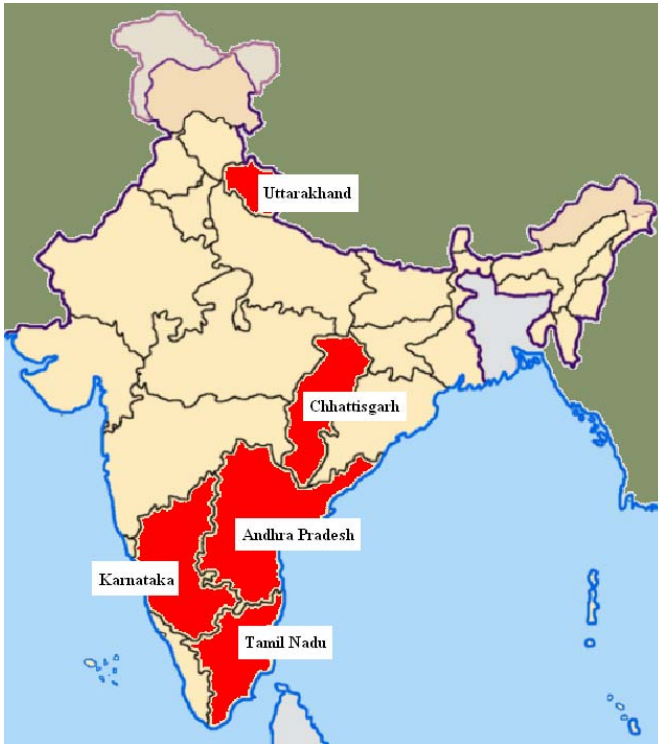 Uttarakhand
Chhattisgarh
Andhra Pradesh
Karnataka
Tamil Nadu